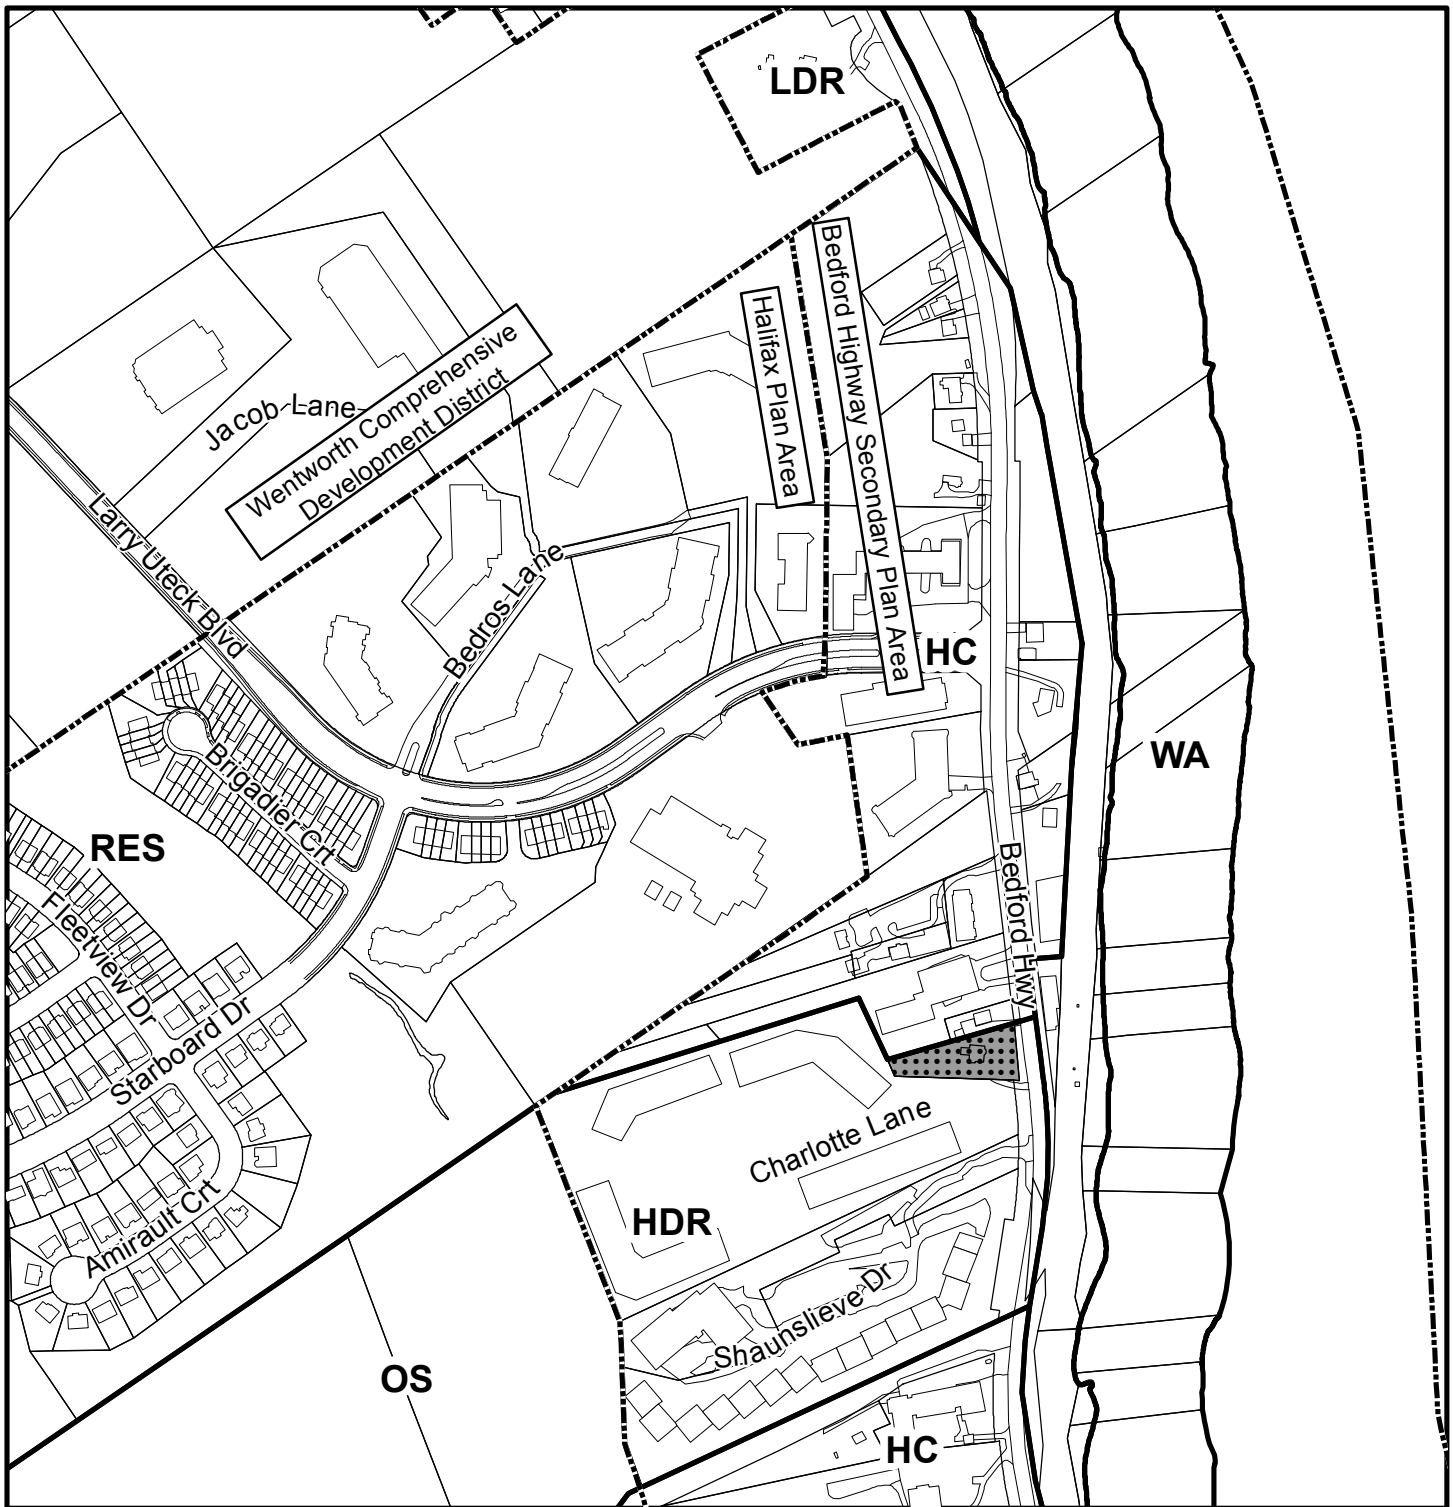 LDR
Bedford Highway Secondary Plan Area
Halifax Plan Area
Wentworth Comprehensive
Development District
Jacob Lane
Larry Uteck Blvd
Bedros Lane
HC
WA
Brigadier Crt
RES
Bedford Hwy
Fleetview Dr
Starboard Dr
Charlotte Lane
Amirault Crt
HDR
Shaunslieve Dr
OS
HC